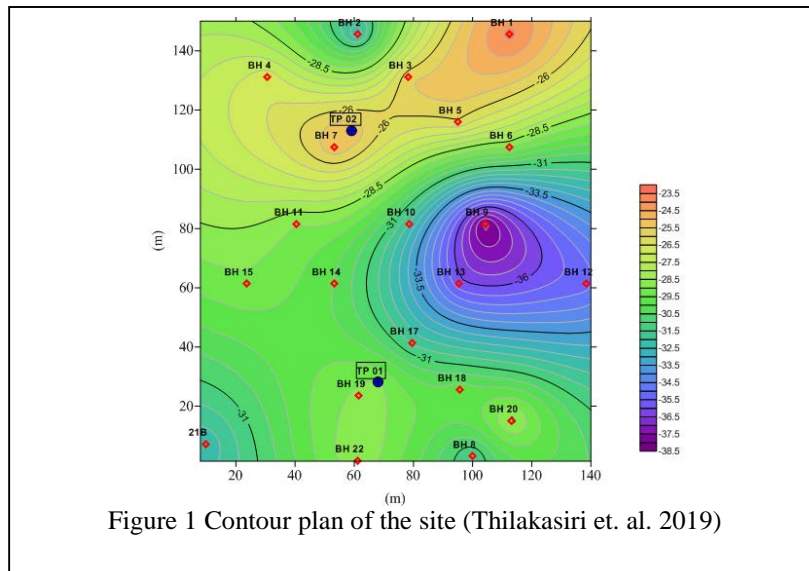 BH 2 BH 1
140
-28.5
BH 3
BH 4
-26
120
BH 5
-26
TP 02
-26
BH 7 BH 6 -28.5
100
-31
-28.5
-33.5
BH 11 BH 10 BH 9
80
-31
BH 15 BH 14 BH 13 BH 12
-33.5 -36
60
BH 17
40
-31
TP 01
BH 19 BH 18
20
-31 BH 20
21B
BH 22 BH 8
20 40 60 80 100 120 140
(m)
(m)
-23.5
-24.5
-25.5
-26.5
-27.5
-28.5
-29.5
-30.5
-31.5
-32.5
-33.5
-34.5
-35.5
-36.5
-37.5
-38.5
Figure 1 Contour plan of the site (Thilakasiri et. al. 2019)